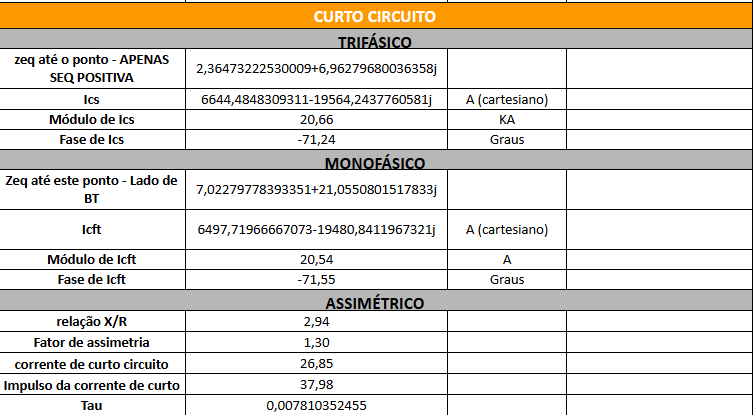 CURTO CIRCUITO
TRIFÁSICO
zeq até o ponto - APENAS
SEQ POSITIVA
2,36473222530009+6,96279680036358j
Ics 6644,4848309311-19564,2437760581j A (cartesiano)
Módulo de Ics 20,66 KA
Fase de Ics -71,24 Graus
MONOFÁSICO
Zeq até este ponto - Lado de
BT
7,02279778393351+21,0550801517833j
Icft 6497,71966667073-19480,8411967321j A (cartesiano)
Módulo de Icft 20,54 A
Fase de Icft -71,55 Graus
ASSIMÉTRICO
relação X/R 2,94
Fator de assimetria 1,30
corrente de curto circuito 26,85
Impulso da corrente de curto 37,98
Tau 0,007810352455